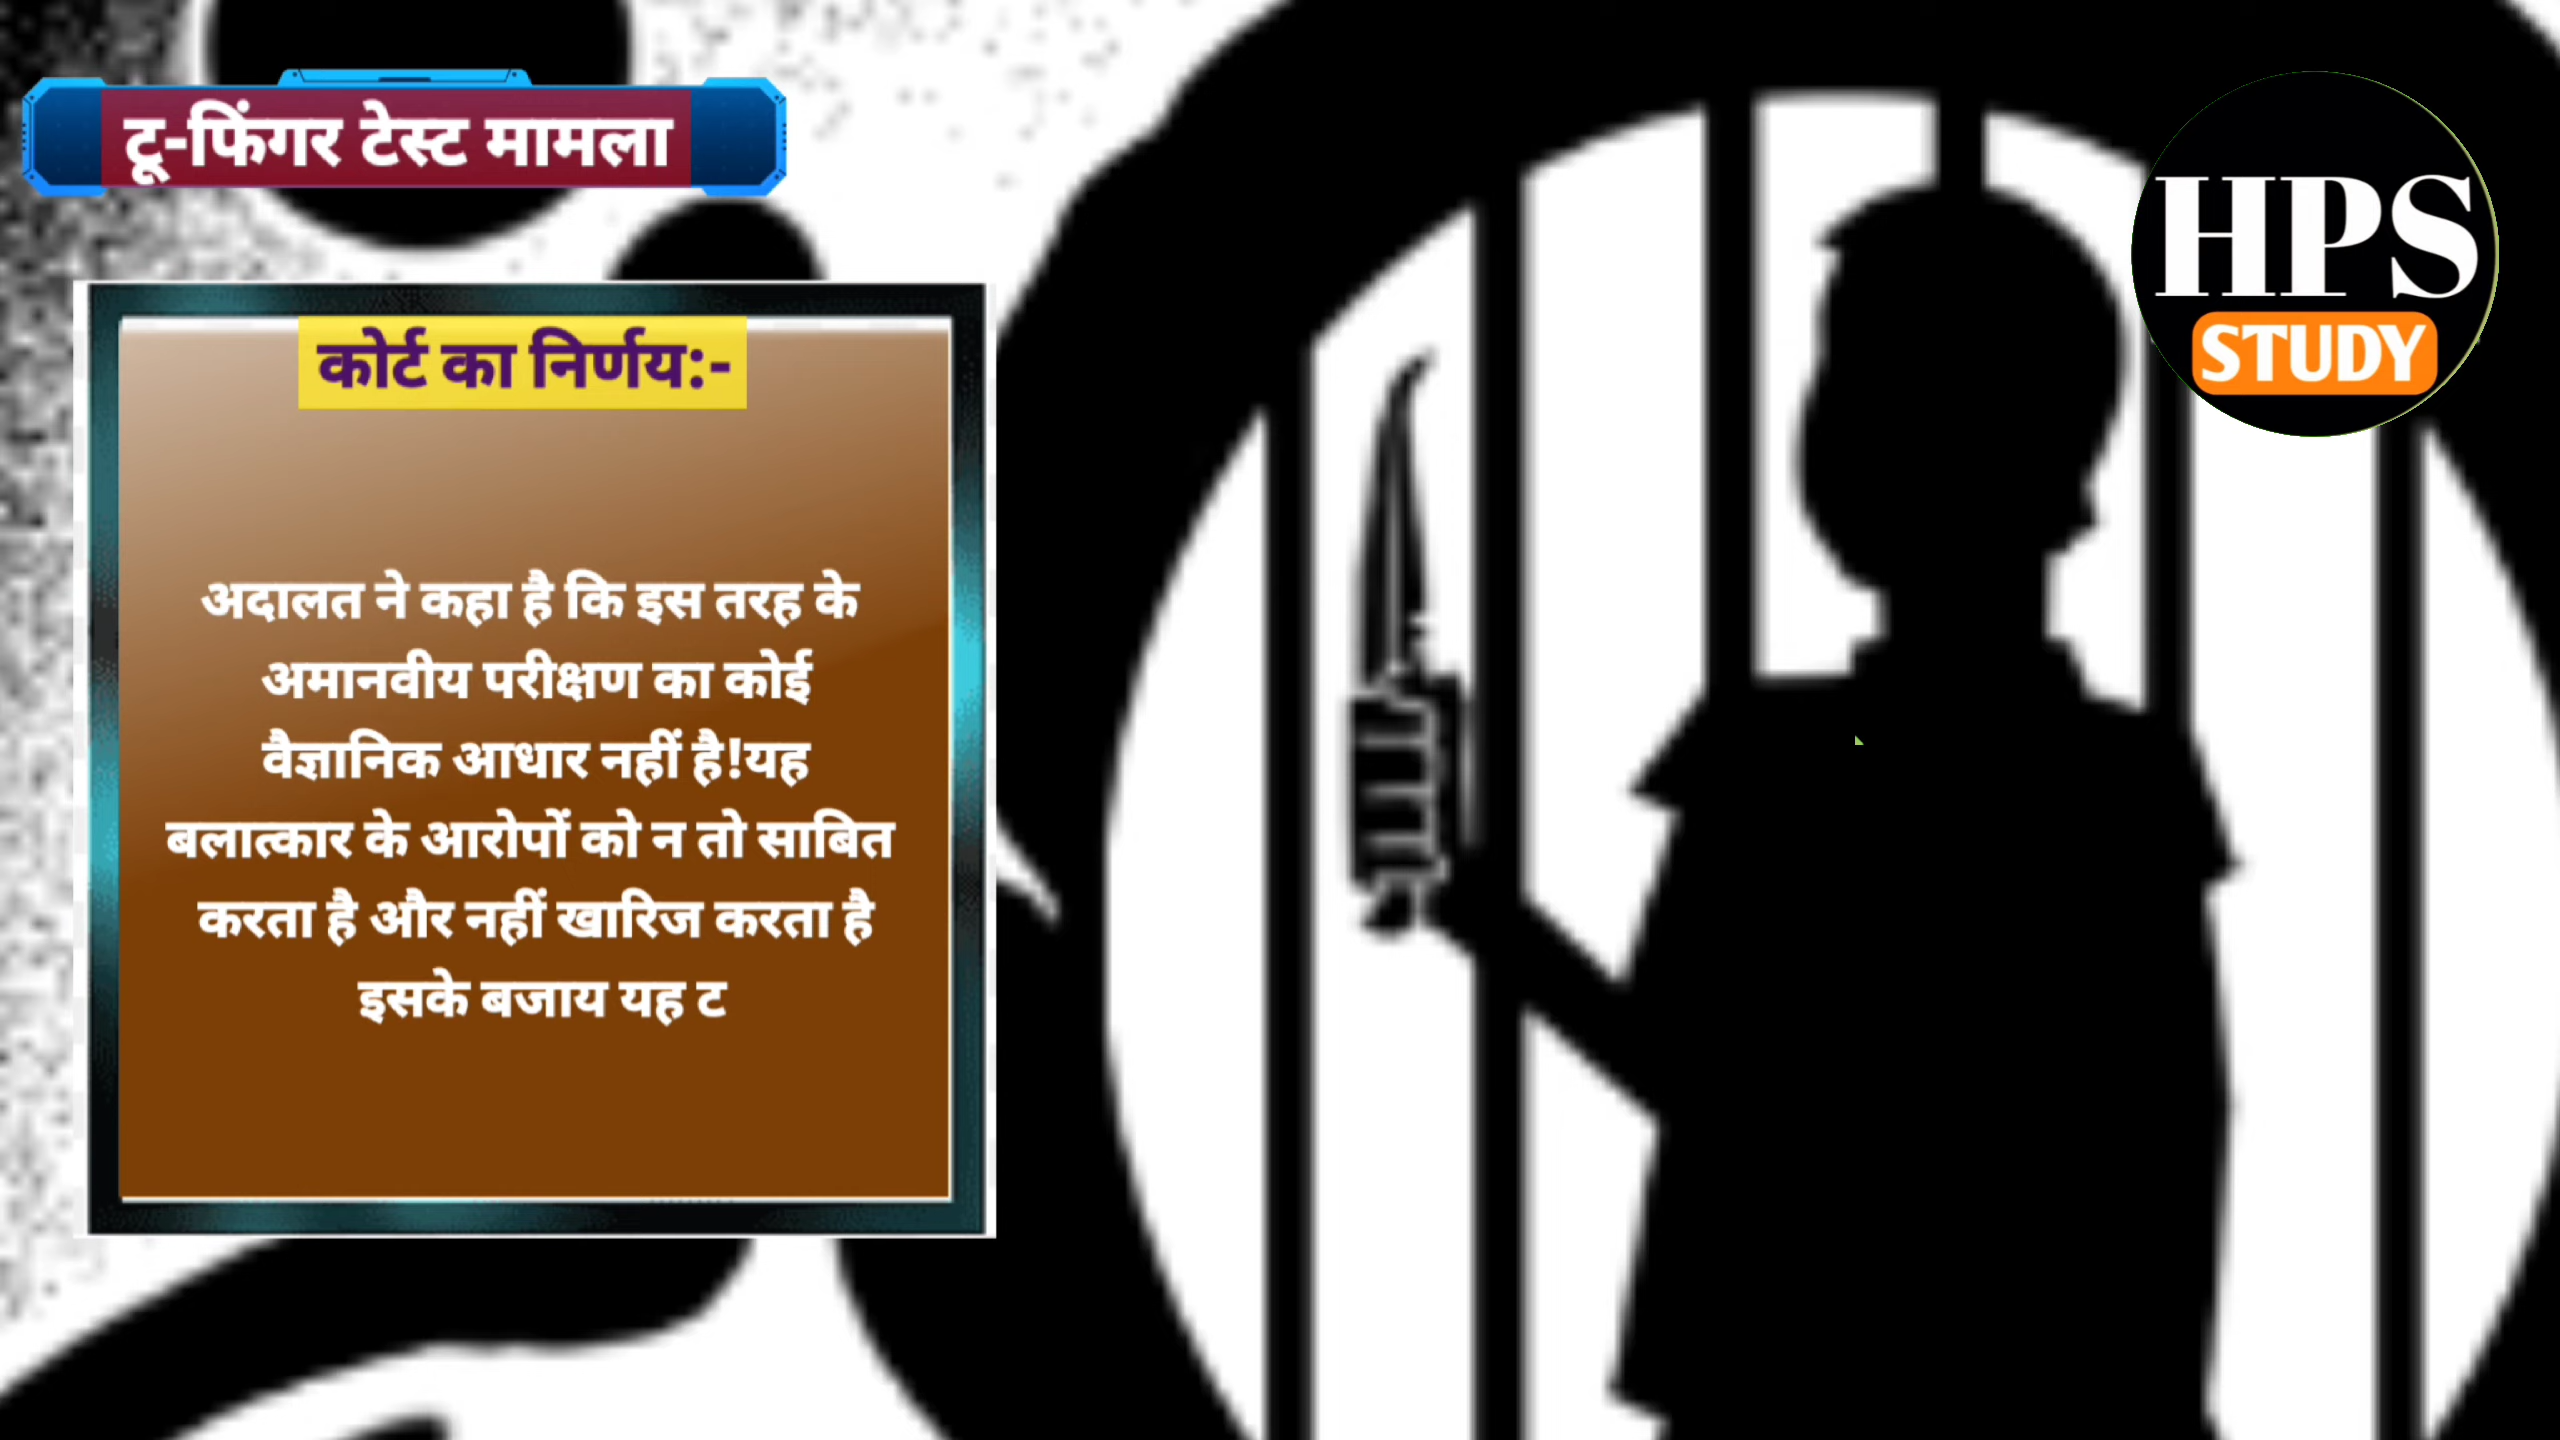 टू-फिंगर टेस्ट मामला
HPS
STUDY
कोर्ट का निर्णय:-
अदालत ने कहा है कि इस तरह के
अमानवीय परीक्षण का कोई
वैज्ञानिक आधार नहीं है!यह
बलात्कार के आरोपों को न तो साबित
करता है और नहीं खारिज करता है
इसके बजाय यह ट